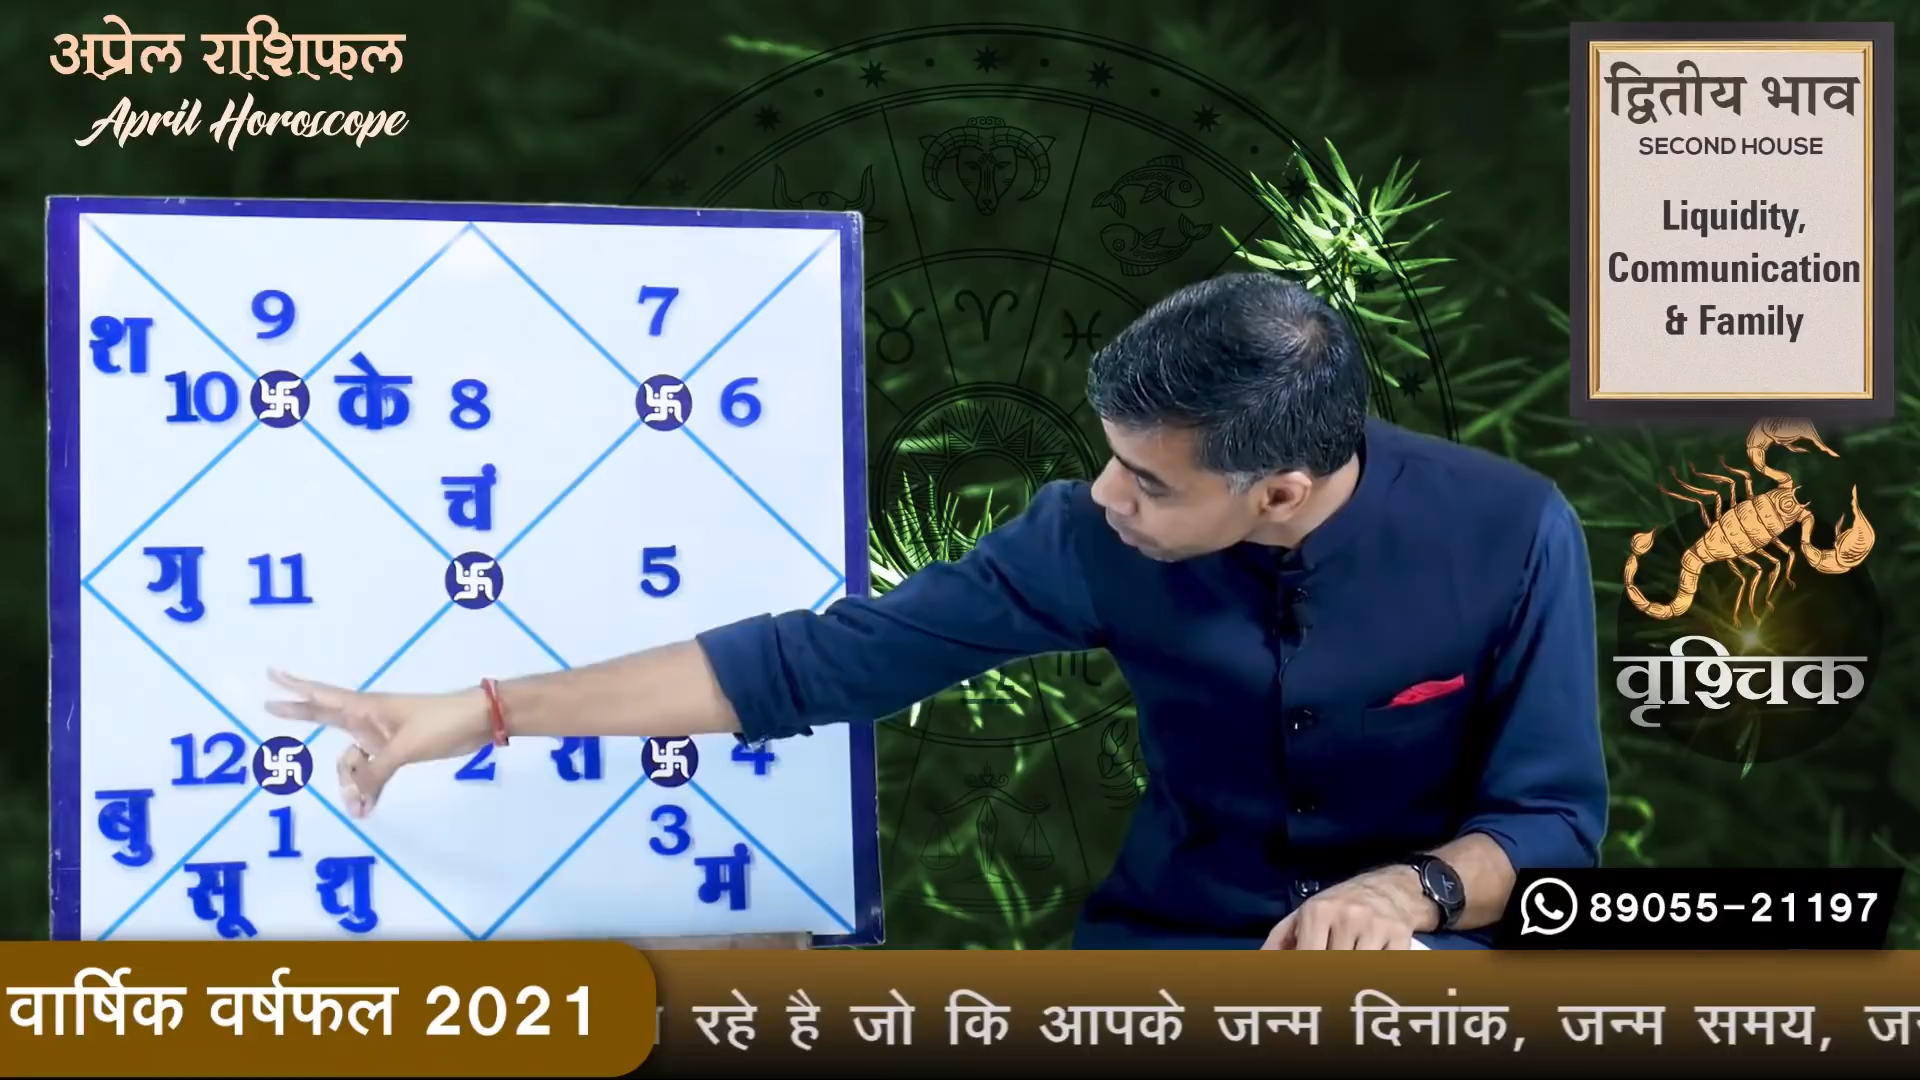 अप्रेल राशिफल
April Horoscope
द्वितीय भाव
SECOND HOUSE
Liquidity,
Communication
& Family
9
7
श
10
के
8
6
चं
गु
11
5
12
2
रा
4
बु
1
3
सू
शु
मं
वृश्चिक
89055-21197
वार्षिक वर्षफल 2021
रहे है जो कि आपके जन्म दिनांक, जन्म समय,